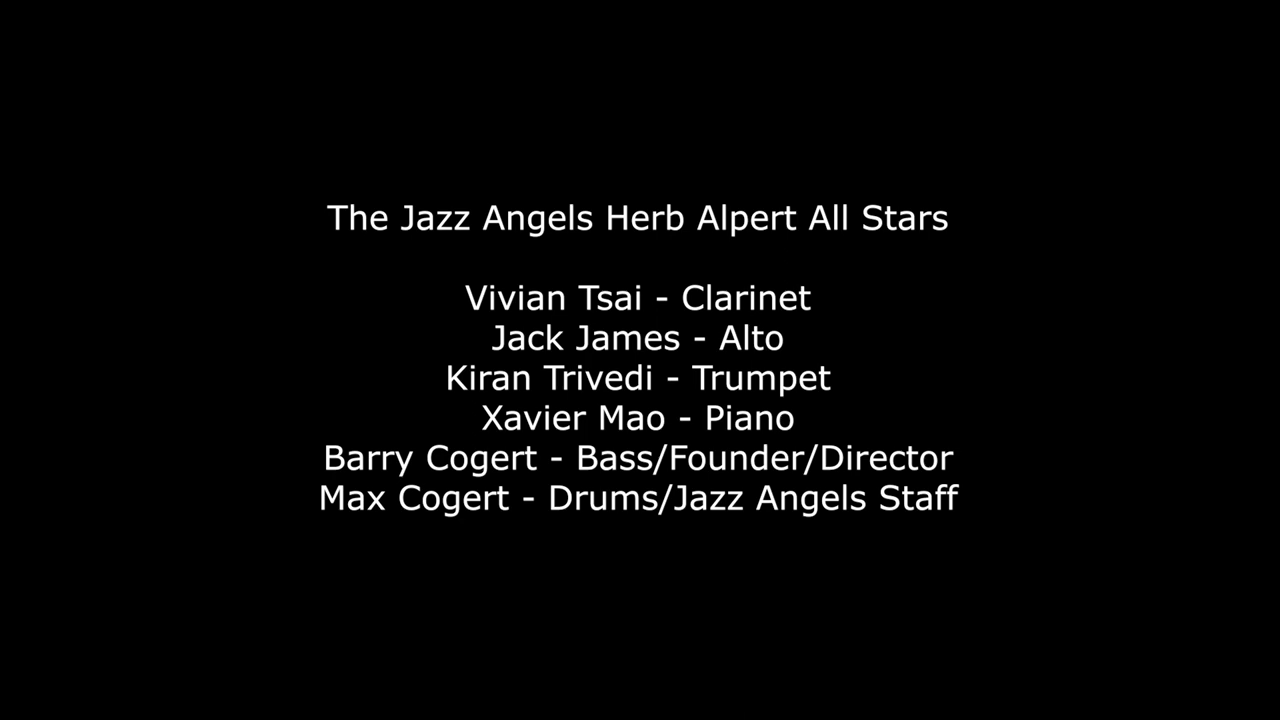 The Jazz Angels Herb Alpert All Stars
Vivian Tsai - Clarinet
Jack James - Alto
Kiran Trivedi - Trumpet
Xavier Mao - Piano
Barry Cogert - Bass/Founder/Director
Max Cogert - Drums/Jazz Angels Staff